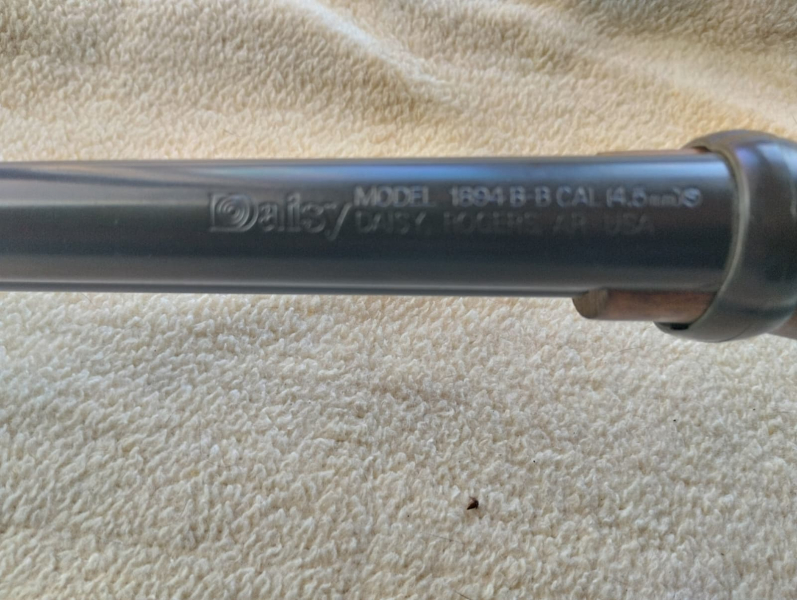 Daisy MODEL 1894 B-B CAL (4.5mm)
DAISY, ROGERS, AR. USA